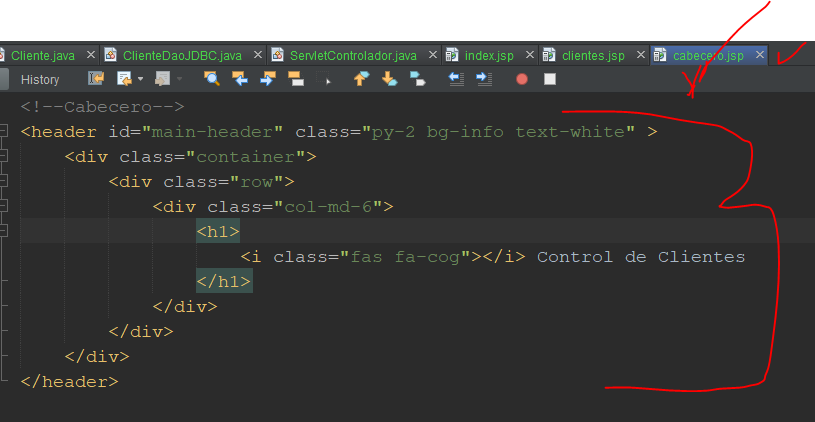 Cliente.java ClienteDaoJDBC.java ServletControlador.java index.jsp clientes.jsp cabecero.jsp
History
<!--Cabecero-->
<header id="main-header" class="py-2 bg-info text-white" >
<div class="container">
<div class="row">
<div class="col-md-6">
<h1>
<i class="fas fa-cog"></i> Control de Clientes
</h1>
</div>
</div>
</div>
</header>